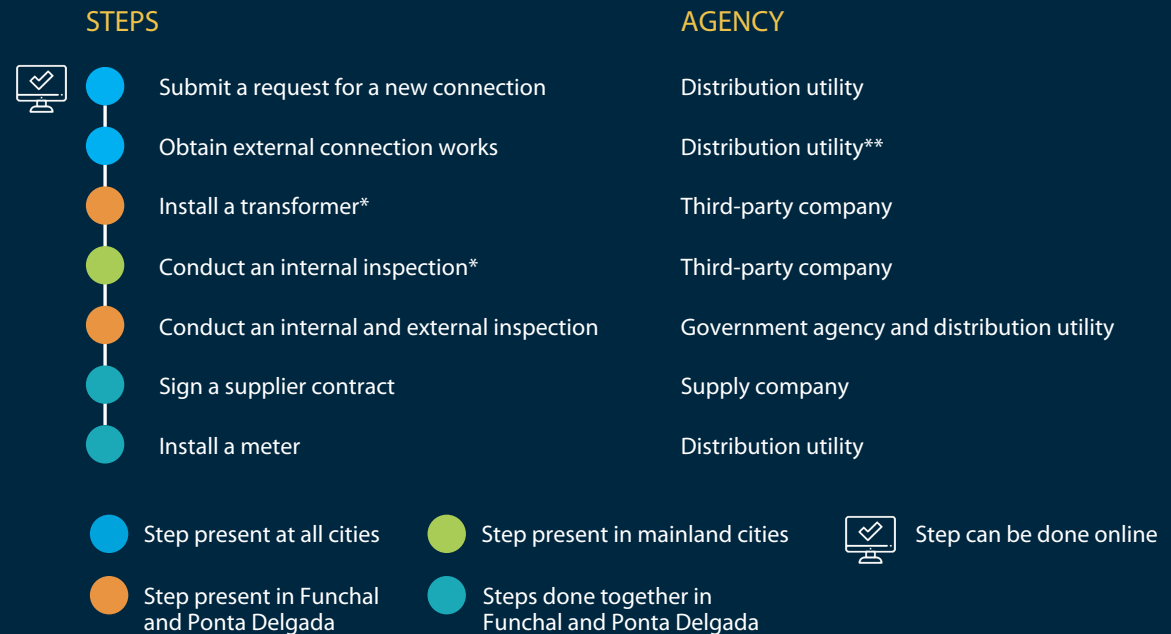 STEPS AGENCY
Submit a request for a new connection Distribution utility
Obtain external connection works Distribution utility**
Install a transformer* Third-party company
Conduct an internal inspection* Third-party company
Conduct an internal and external inspection Government agency and distribution utility
Sign a supplier contract Supply company
Install a meter Distribution utility
Step present at all cities
Step present in mainland cities
Step can be done online
Step present in Funchal
and Ponta Delgada
Steps done together in
Funchal and Ponta Delgada